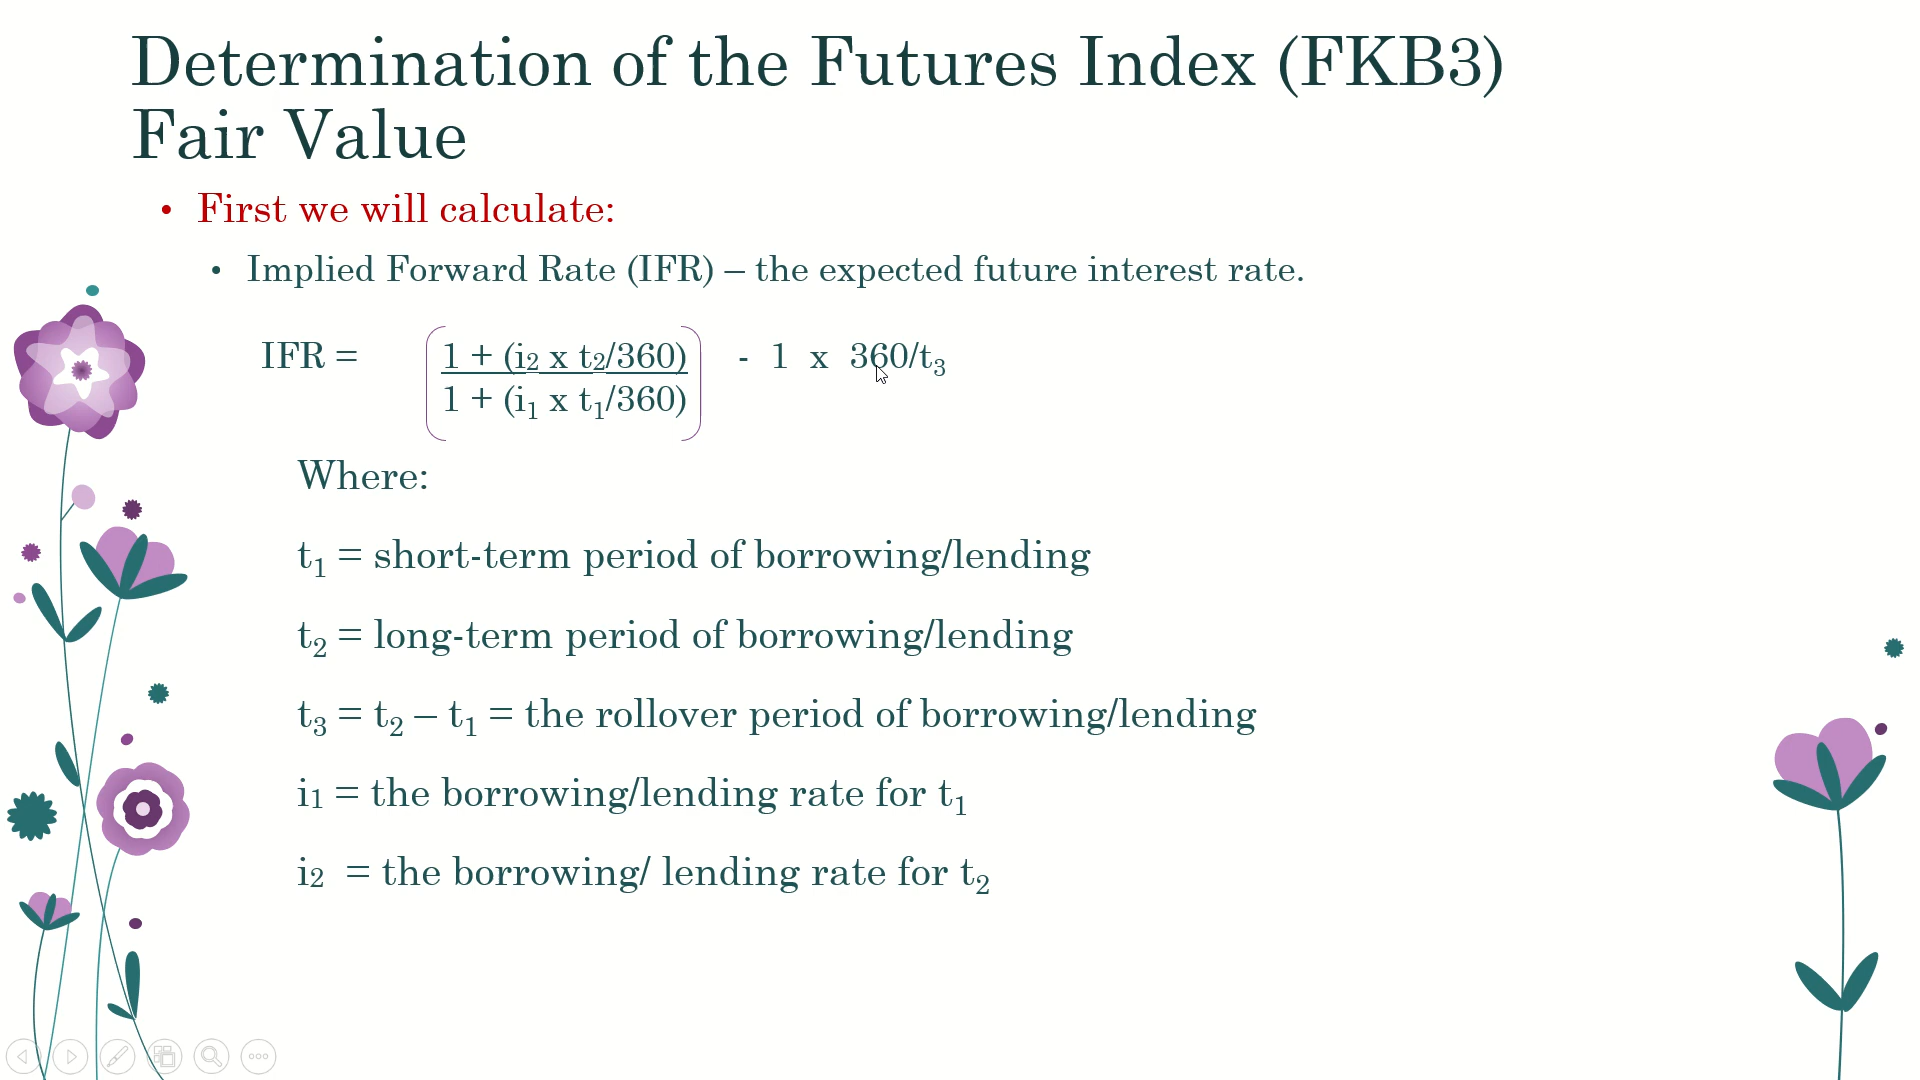 Determination of the Futures Index (FKB3)
Fair Value
• First we will calculate:
• Implied Forward Rate (IFR) – the expected future interest rate.
IFR = 1 + (i2 x t2/360) - 1 x 360/t3
1 + (i1 x t1/360)
Where:
t1 = short-term period of borrowing/lending
t2 = long-term period of borrowing/lending
t3 = t2 – t1 = the rollover period of borrowing/lending
i1 = the borrowing/lending rate for t1
i2 = the borrowing/ lending rate for t2